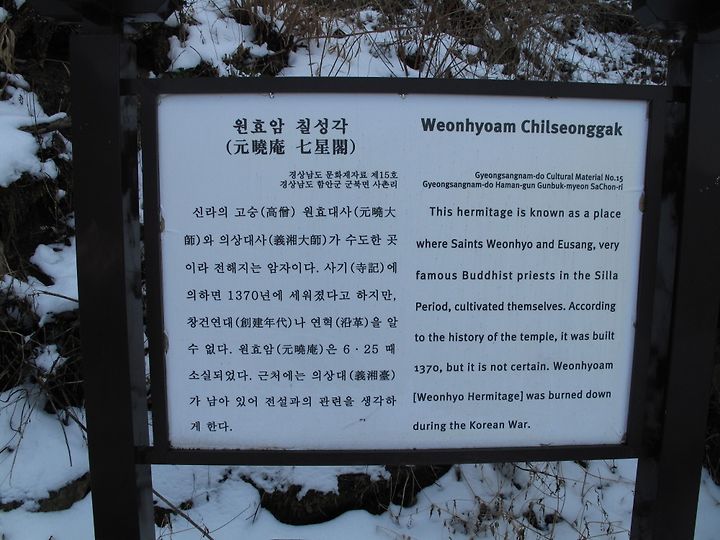 원효암 칠성각
(元曉庵 七星閣)
경상남도 문화재자료 제15호
경상남도 함안군 군북면 사촌리
신라의 고승(高僧) 원효대사(元曉大
師)와 의상대사(義湘大師)가 수도한 곳
이라 전해지는 암자이다. 사기(寺記)에
의하면 1370년에 세워졌다고 하지만,
창건연대(創建年代)나 연혁(沿革)을 알
수 없다. 원효암(元曉庵)은 6·25 때
소실되었다. 근처에는 의상대(義湘臺)
가 남아 있어 전설과의 관련을 생각하
게 한다.
Weonhyoam Chilseonggak
Gyeongsangnam-do Cultural Material No.15
Gyeongsangnam-do Haman-gun Gunbuk-myeon SaChon-ri
This hermitage is known as a place
where Saints Weonhyo and Eusang, very
famous Buddhist priests in the Silla
Period, cultivated themselves. According
to the history of the temple, it was built
1370, but it is not certain. Weonhyoam
[Weonhyo Hermitage] was burned down
during the Korean War.